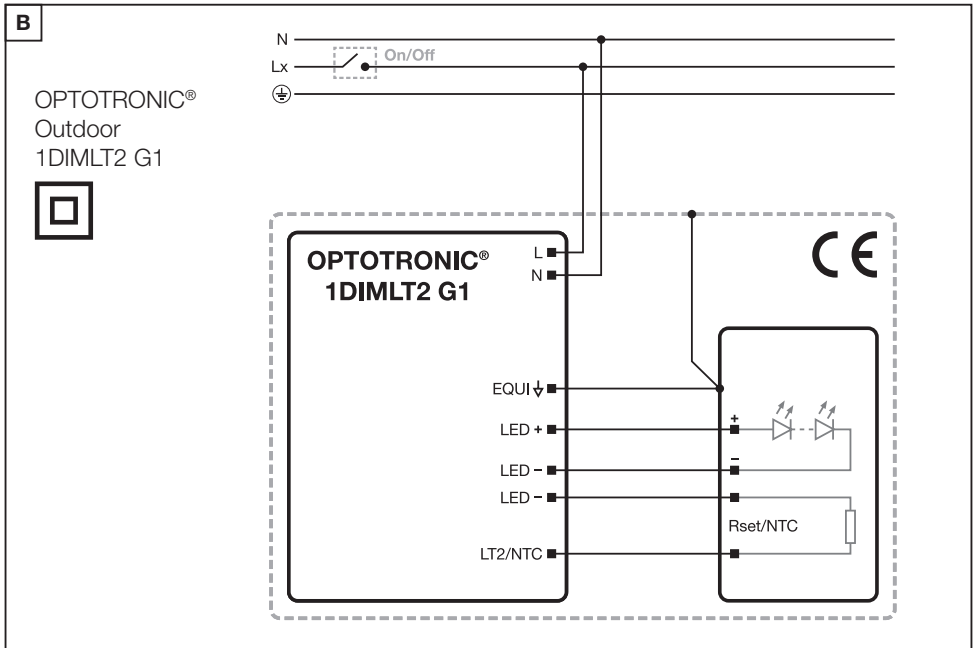 B
N
On/Off
Lx
OPTOTRONIC®
Outdoor
1DIMLT2 G1
CE
OPTOTRONIC®
1DIMLT2 G1
L
N
EQUI
LED +
LED -
LED -
LT2/NTC
+
-
Rset/NTC